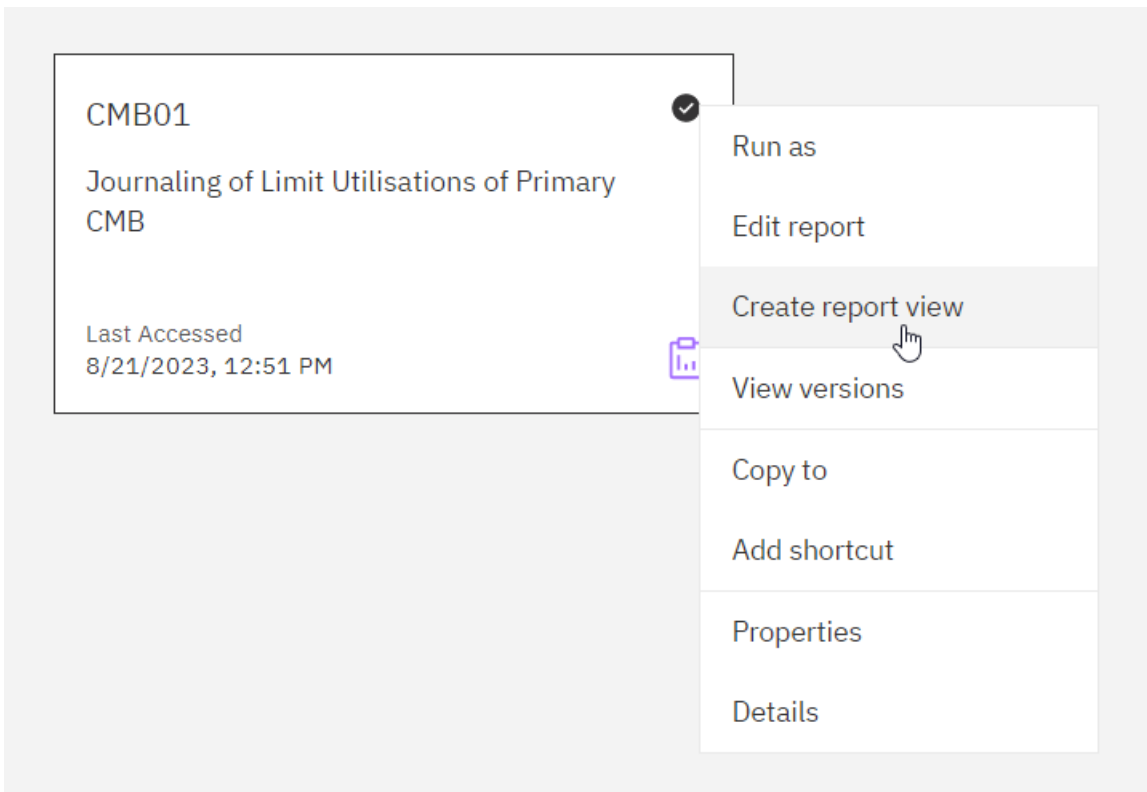 CMB01
Journaling of Limit Utilisations of Primary
CMB
Last Accessed
8/21/2023, 12:51 PM
Run as
Edit report
Create report view
View versions
Copy to
Add shortcut
Properties
Details